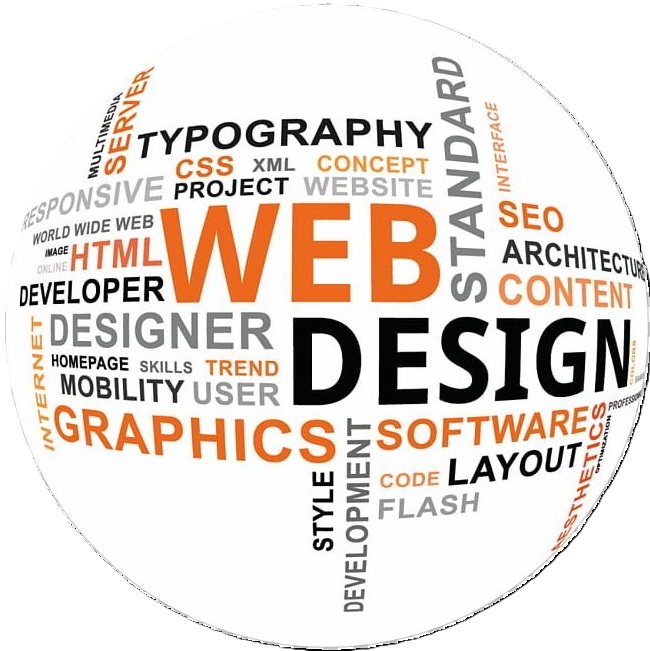 MULTIMEDIA
SERVER
TYPOGRAPHY
STANDARD
INTERFACE
CSS XML CONCEPT
RESPONSIVE PROJECT WEBSITE
WORLD WIDE WEB
IMAGE
ONLINE
HTML
WEB
SEO
ARCHITECTURE
CONTENT
DEVELOPER
INTERNET
DESIGNER
DESIGN
COLORS
HOMEPAGE SKILLS TREND
MOBILITY USER
PROFESSIONAL
GRAPHICS
SOFTWARE
AESTHETICS
OPTIMIZATION
STYLE
DEVELOPMENT
CODE LAYOUT
FLASH